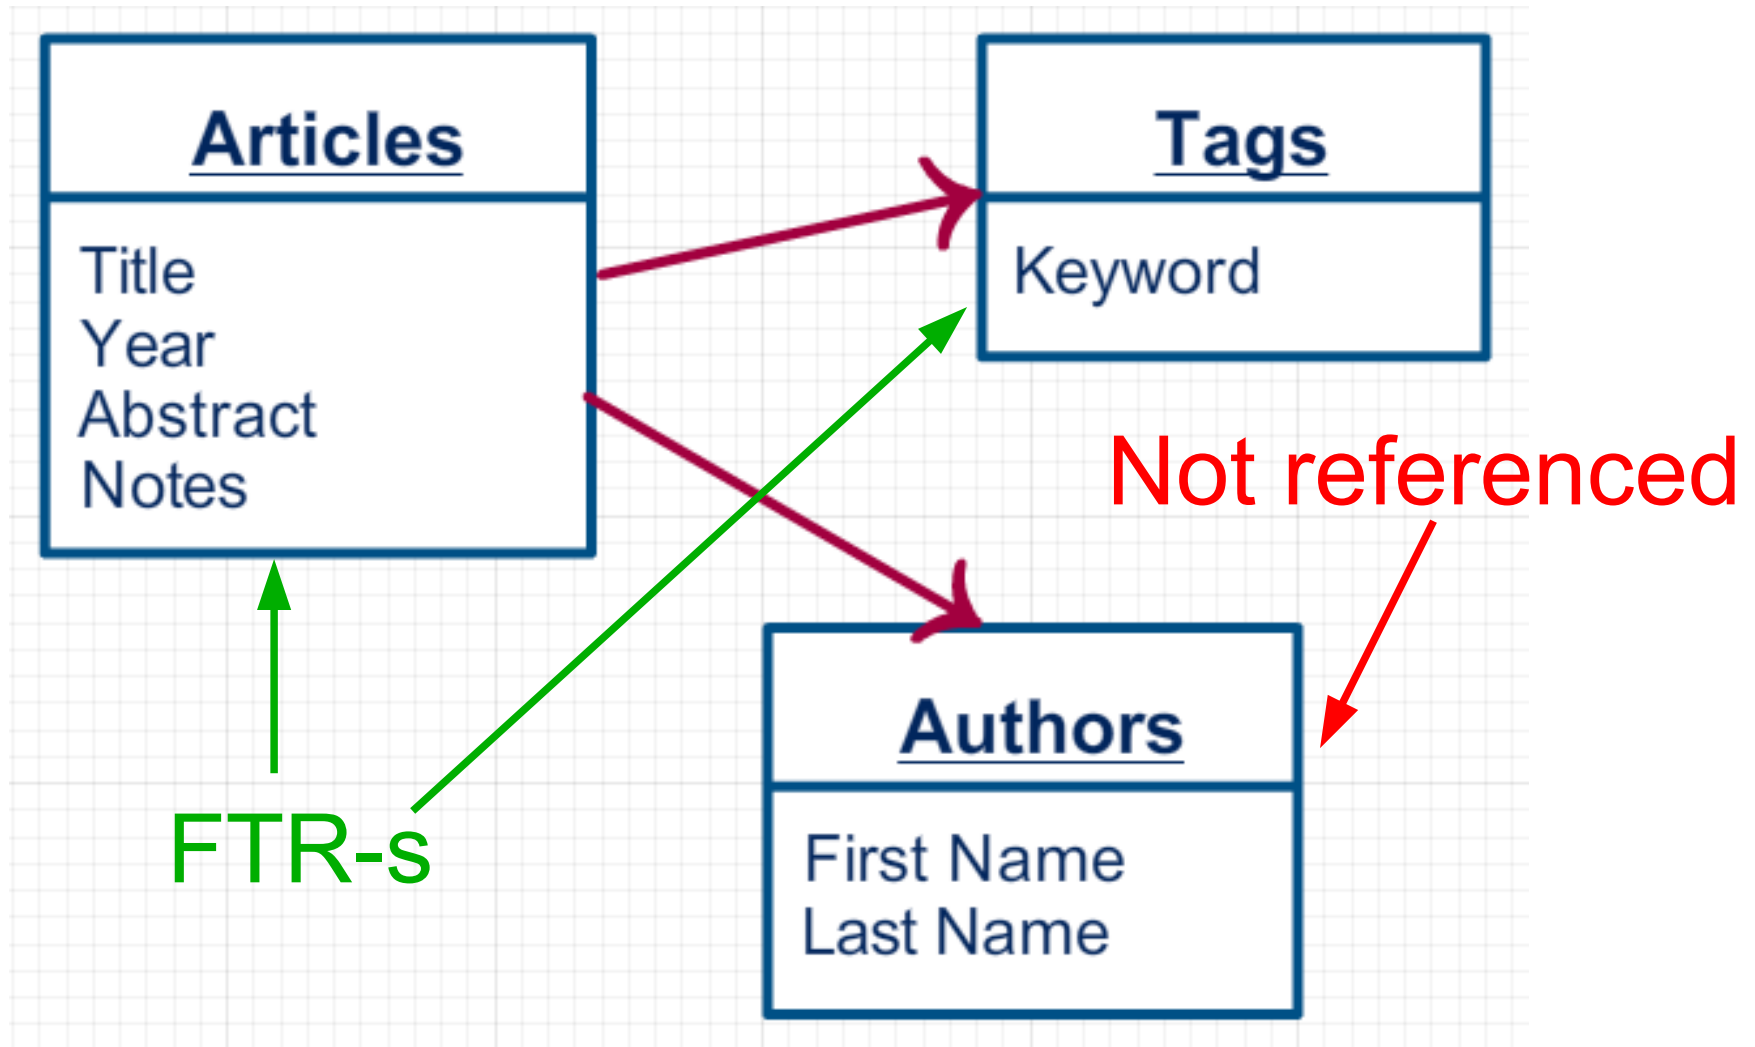 Articles
Title
Year
Abstract
Notes
Tags
Keyword
Not referenced
Authors
First Name
Last Name
FTR-s